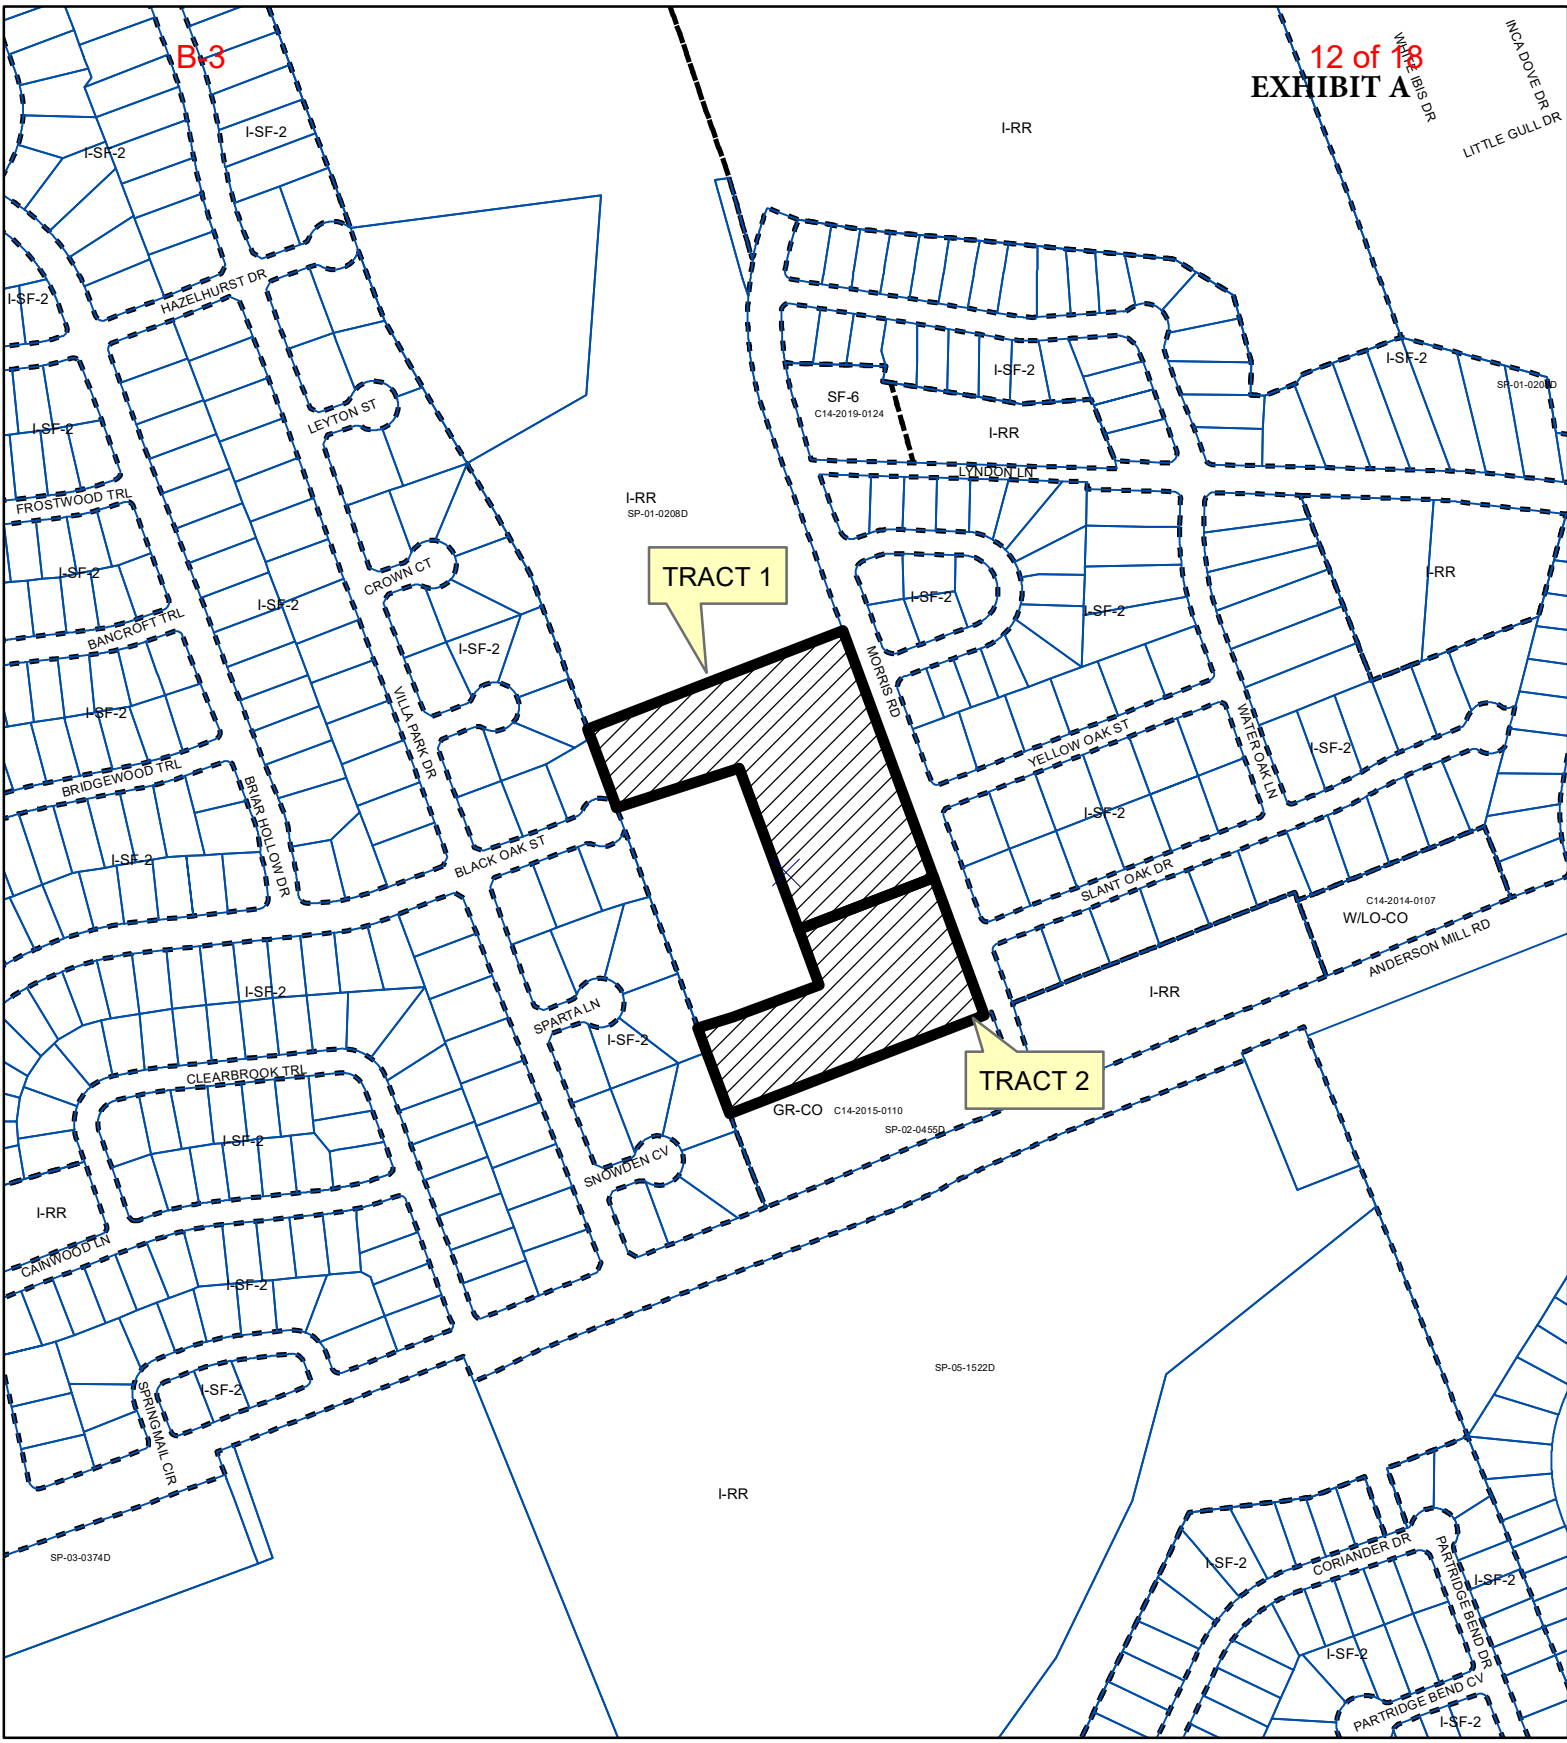 B-3
12 of 18
EXHIBIT A
WHITE IBIS DR
INCA DOVE DR
LITTLE GULL DR
I-RR
I-SF-2
I-SF-2
HAZELHURST DR
I-SF-2
I-SF-2
I-SF-2
SP-01-0208D
SF-6
C14-2019-0124
I-RR
LEYTON ST
I-SF-2
LYNDON LN
FROSTWOOD TRL
I-RR
SP-01-0208D
TRACT 1
CROWN CT
I-SF-2
I-SF-2
I-SF-2
I-SF-2
I-RR
BANCROFT TRL
I-SF-2
MORRIS RD
VILLA PARK DR
I-SF-2
YELLOW OAK ST
WATER OAK LN
I-SF-2
BRIDGEWOOD TRL
BRIAR HOLLOW DR
I-SF-2
I-SF-2
BLACK OAK ST
SLANT OAK DR
C14-2014-0107
W/LO-CO
ANDERSON MILL RD
I-SF-2
I-RR
SPARTA LN
I-SF-2
CLEARBROOK TRL
TRACT 2
GR-CO
C14-2015-0110
SP-02-0455D
I-SF-2
SNOWDEN CV
I-RR
CAINWOOD LN
I-SF-2
SP-05-1522D
I-SF-2
SPRINGMAIL CIR
I-RR
SP-03-0374D
I-SF-2
CORIANDER DR
PARTRIDGE BEND DR
I-SF-2
I-SF-2
PARTRIDGE BEND CV
I-SF-2